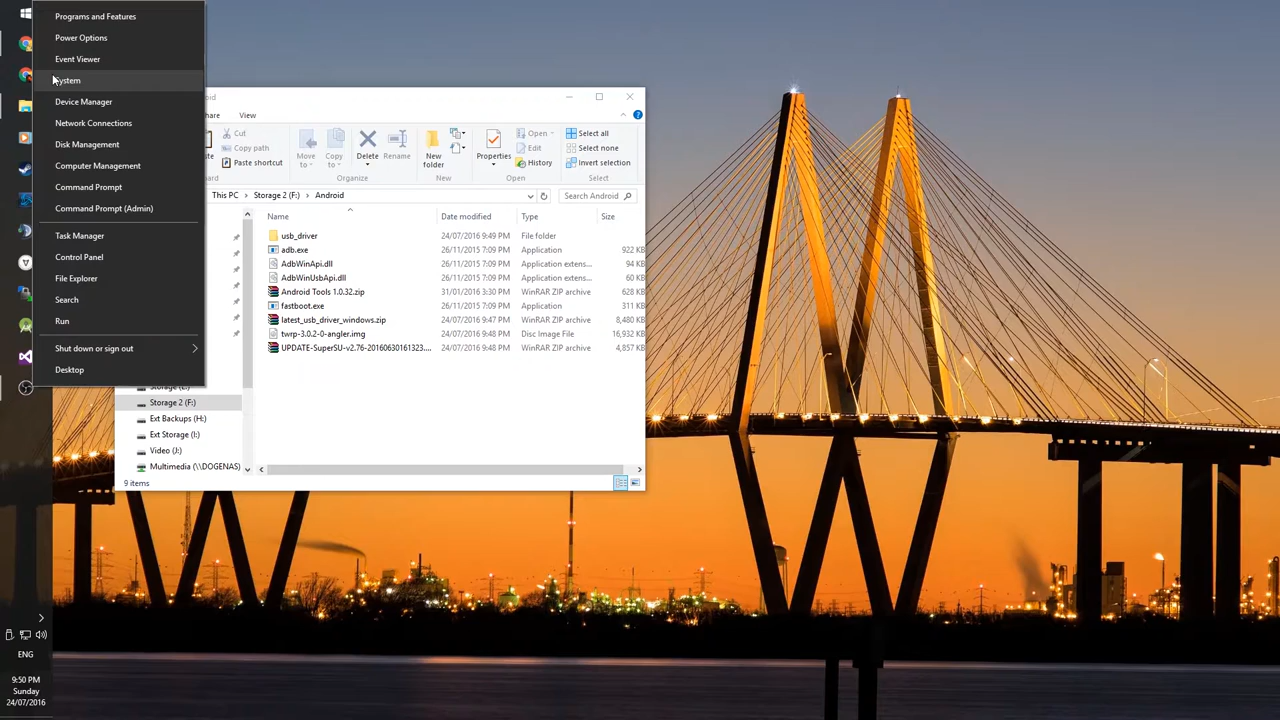 Programs and Features
Power Options
Event Viewer
System
Device Manager
Network Connections
Disk Management
Computer Management
Command Prompt
Command Prompt (Admin)
Task Manager
Control Panel
File Explorer
Search
Run
Shut down or sign out
Desktop
View
Cut
Copy path
Paste shortcut
Move to
Copy to
Delete
Rename
Organize
New folder
New
Properties
Open
Edit
History
Open
Select all
Select none
Invert selection
Select
This PC > Storage 2 (F:) > Android
Search Android
Name Date modified Type Size
usb_driver 24/07/2016 9:49 PM File folder
adb.exe 26/11/2015 7:09 PM Application 922 KB
AdbWinApi.dll 26/11/2015 7:09 PM Application extens... 94 KB
AdbWinUsbApi.dll 26/11/2015 7:09 PM Application extens... 60 KB
Android Tools 1.0.32.zip 31/01/2016 3:30 PM WinRAR ZIP archive 628 KB
fastboot.exe 26/11/2015 7:09 PM Application 311 KB
latest_usb_driver_windows.zip 24/07/2016 9:48 PM WinRAR ZIP archive 8,480 KB
twrp-3.0.2-0-angler.img 24/07/2016 9:48 PM Disc Image File 16,932 KB
UPDATE-SuperSU-v2.76-20160630161323.... 24/07/2016 9:48 PM WinRAR ZIP archive 4,857 KB
Storage 2 (F:)
Ext Backups (H:)
Ext Storage (I:)
Video (J:)
Multimedia (\\DOGENAS)
9 items
ENG
9:50 PM
Sunday
24/07/2016